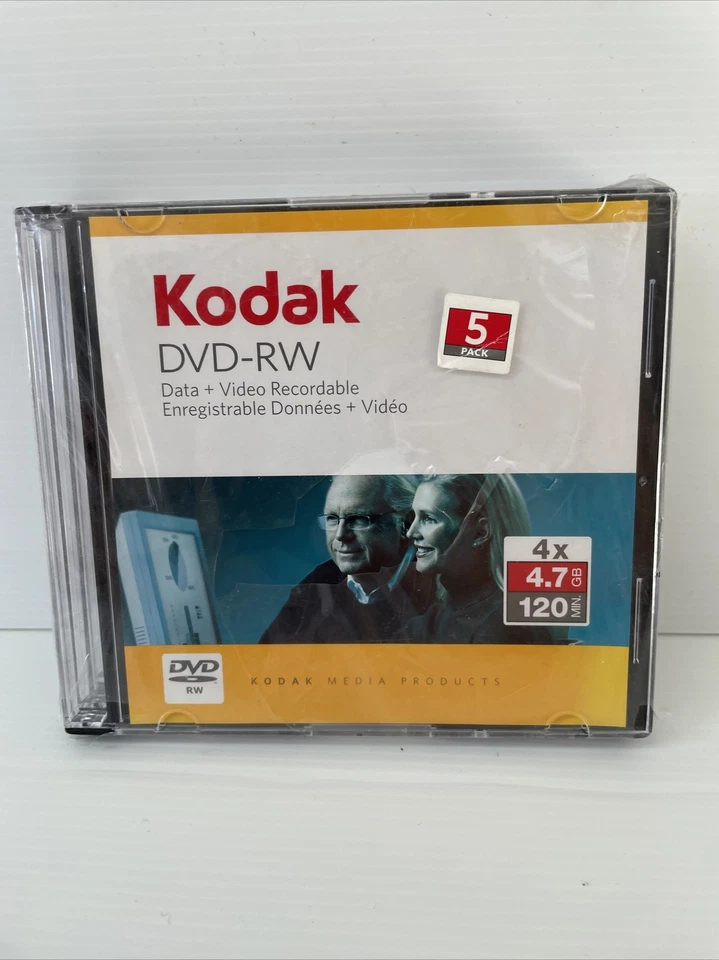 Kodak
5
PACK
DVD-RW
Data + Video Recordable
Enregistrable Données + Vidéo
4x
4.7 GB
120 MIN.
DVD
RW
KODAK MEDIA PRODUCTS